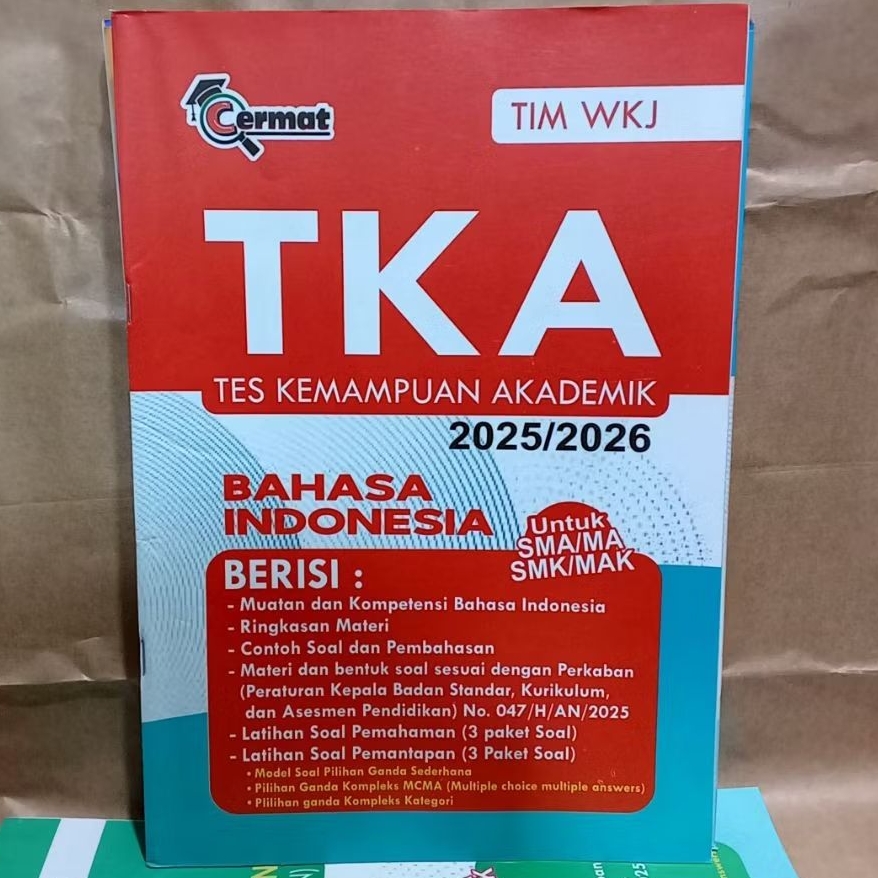 Cermat
TIM WKJ
TKA
TES KEMAMPUAN AKADEMIK
2025/2026
BAHASA
INDONESIA
Untuk
SMA/MA
SMK/MAK
BERISI :
- Muatan dan Kompetensi Bahasa Indonesia
- Ringkasan Materi
- Contoh Soal dan Pembahasan
- Materi dan bentuk soal sesuai dengan Perkaban
(Peraturan Kepala Badan Standar, Kurikulum,
dan Asesmen Pendidikan) No. 047/H/AN/2025
- Latihan Soal Pemahaman (3 paket Soal)
- Latihan Soal Pemantapan (3 Paket Soal)
• Model Soal Pilihan Ganda Sederhana
• Pilihan Ganda Kompleks MCMA (Multiple choice multiple answers)
• Plilihan ganda Kompleks Kategori